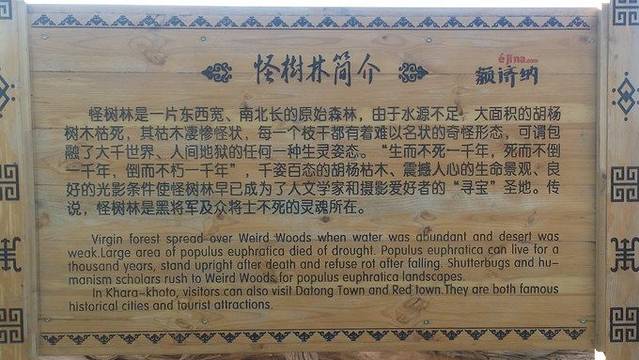 怪樹林简介
éjina.com
额济纳
怪树林是一片东西宽、南北长的原始森林，由于水源不足，大面积的胡杨
树木枯死，其枯木凄惨怪状，每一个枝干都有着难以名状的奇怪形态，可谓包
融了大千世界、人间地狱的任何一种生灵姿态。“生而不死一千年，死而不倒
一千年，倒而不朽一千年”，千姿百态的胡杨枯木、震撼人心的生命景观、良
好的光影条件使怪树林早已成为了人文学家和摄影爱好者的“寻宝”圣地。传
说，怪树林是黑将军及众将士不死的灵魂所在。
Virgin forest spread over Weird Woods when water was abundant and desert was
weak.Large area of populus euphratica died of drought. Populus euphratica can live for a
thousand years, stand upright after death and refuse rot after falling. Shutterbugs and hu-
manism scholars rush to Weird Woods for populus euphratica landscapes.
In Khara-khoto, visitors can also visit Datong Town and Red town.They are both famous
historical cities and tourist attractions.